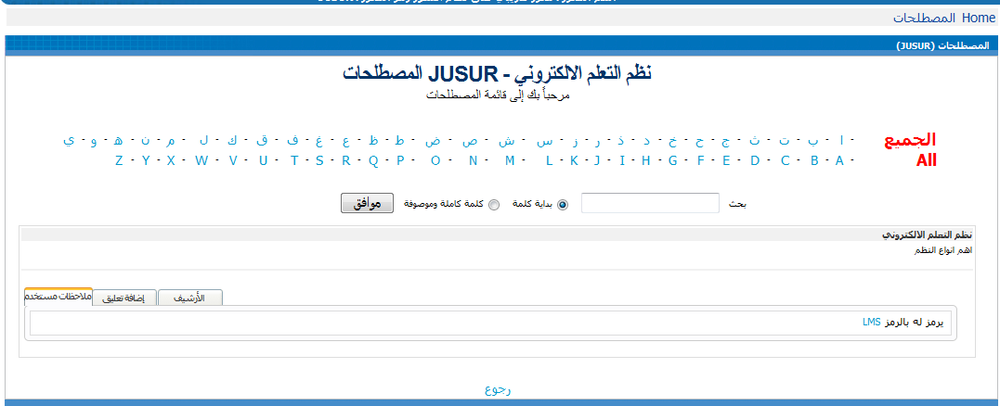 Home المصطلحات
المصطلحات (JUSUR)
نظم التعلم الالكتروني - JUSUR المصطلحات
مرحباً بك إلى قائمة المصطلحات
الجميع - ا - ب - ت - ث - ج - ح - خ - د - ذ - ر - ز - س - ش - ص - ض - ط - ظ - ع - غ - ف - ق - ك - ل - م - ن - ه - و - ي
All - A - B - C - D - E - F - G - H - I - J - K - L - M - N - O - P - Q - R - S - T - U - V - W - X - Y - Z
بحث بداية كلمة كلمة كاملة وموصوفة موافق
نظم التعلم الالكتروني
اهم انواع النظم
الأرشيف إضافة تعليق ملاحظات مستخدم
يرمز له بالرمز LMS
رجوع